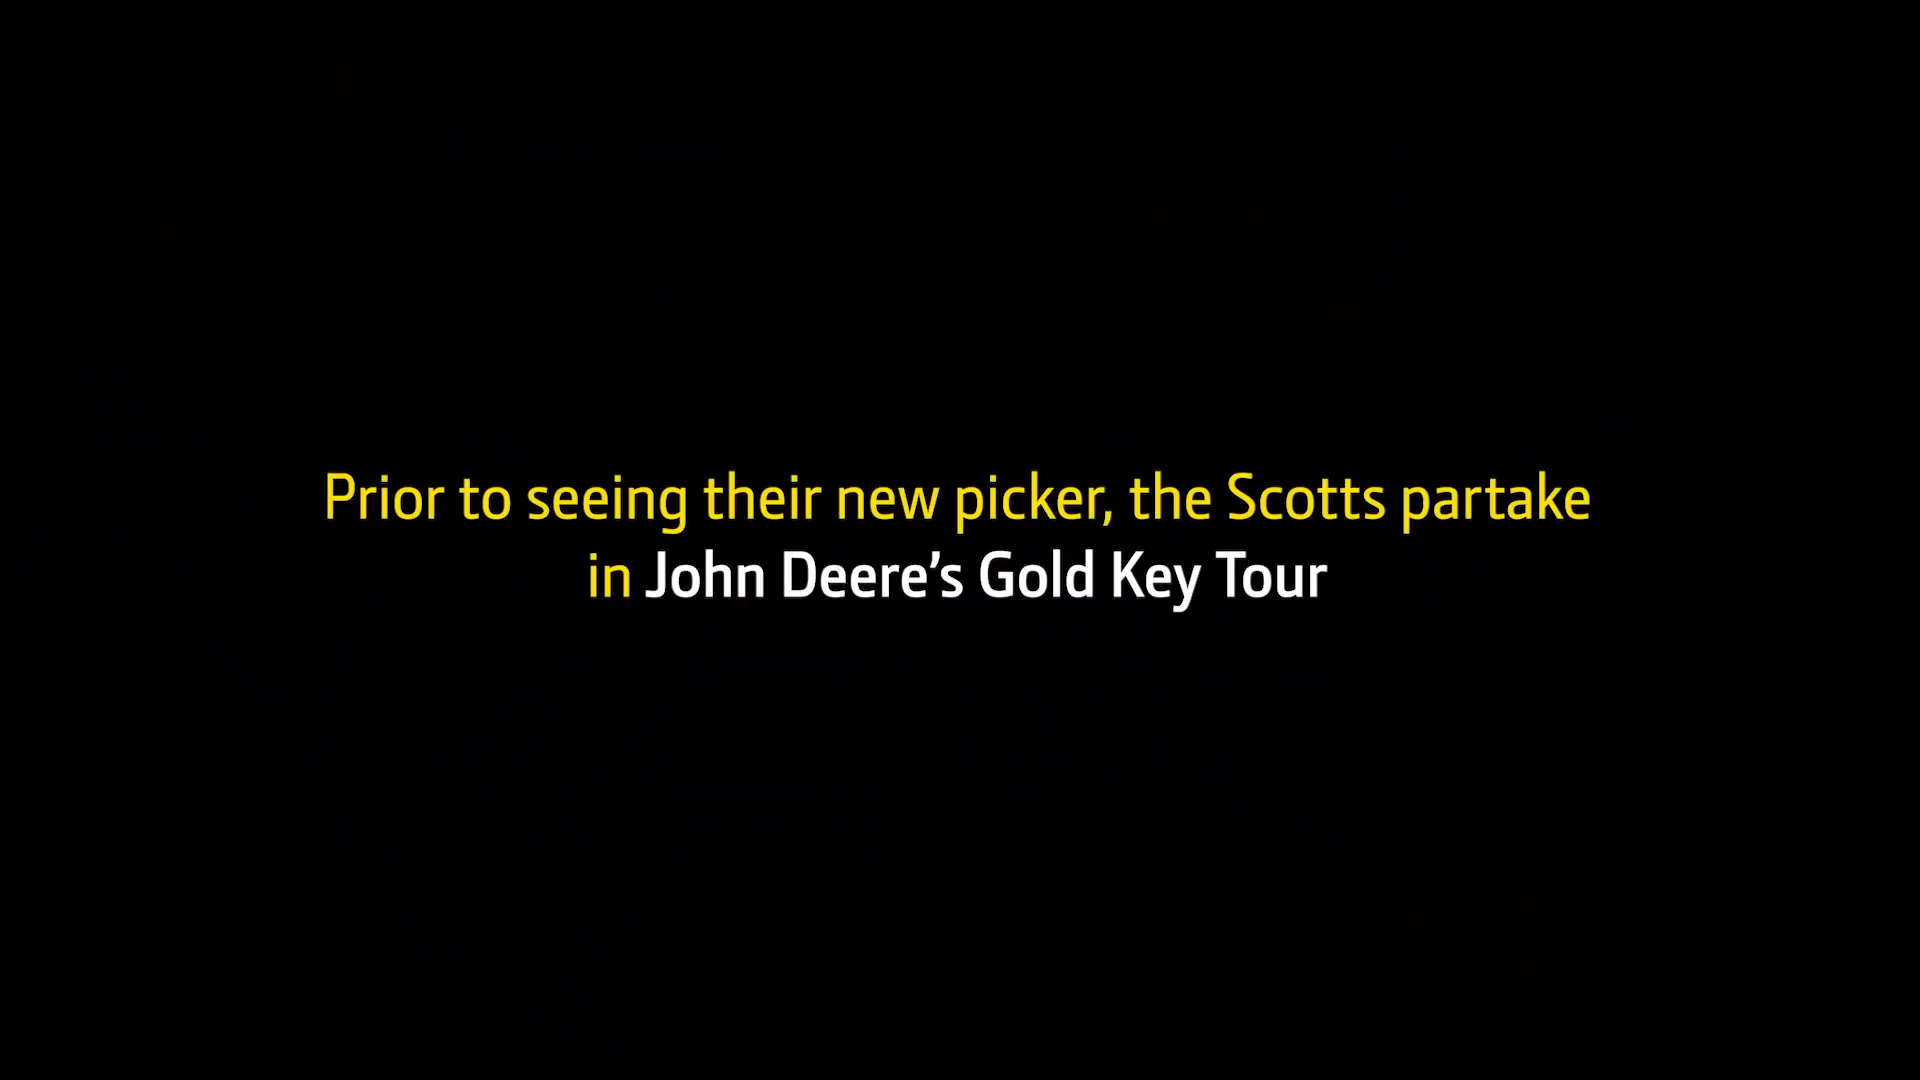 Prior to seeing their new picker, the Scotts partake
in John Deere’s Gold Key Tour